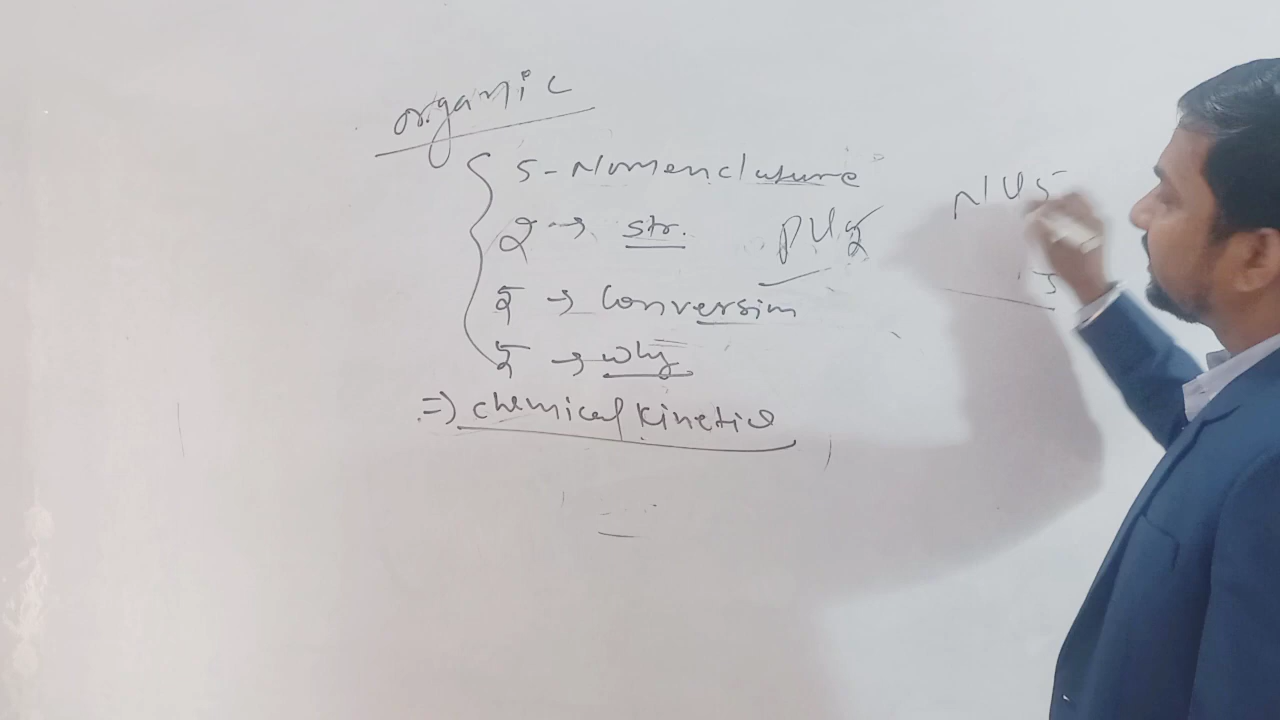 organic
5 - Nomenclature
2 → str.
2 → Conversion
2 → why
⇒) chemical kinetics